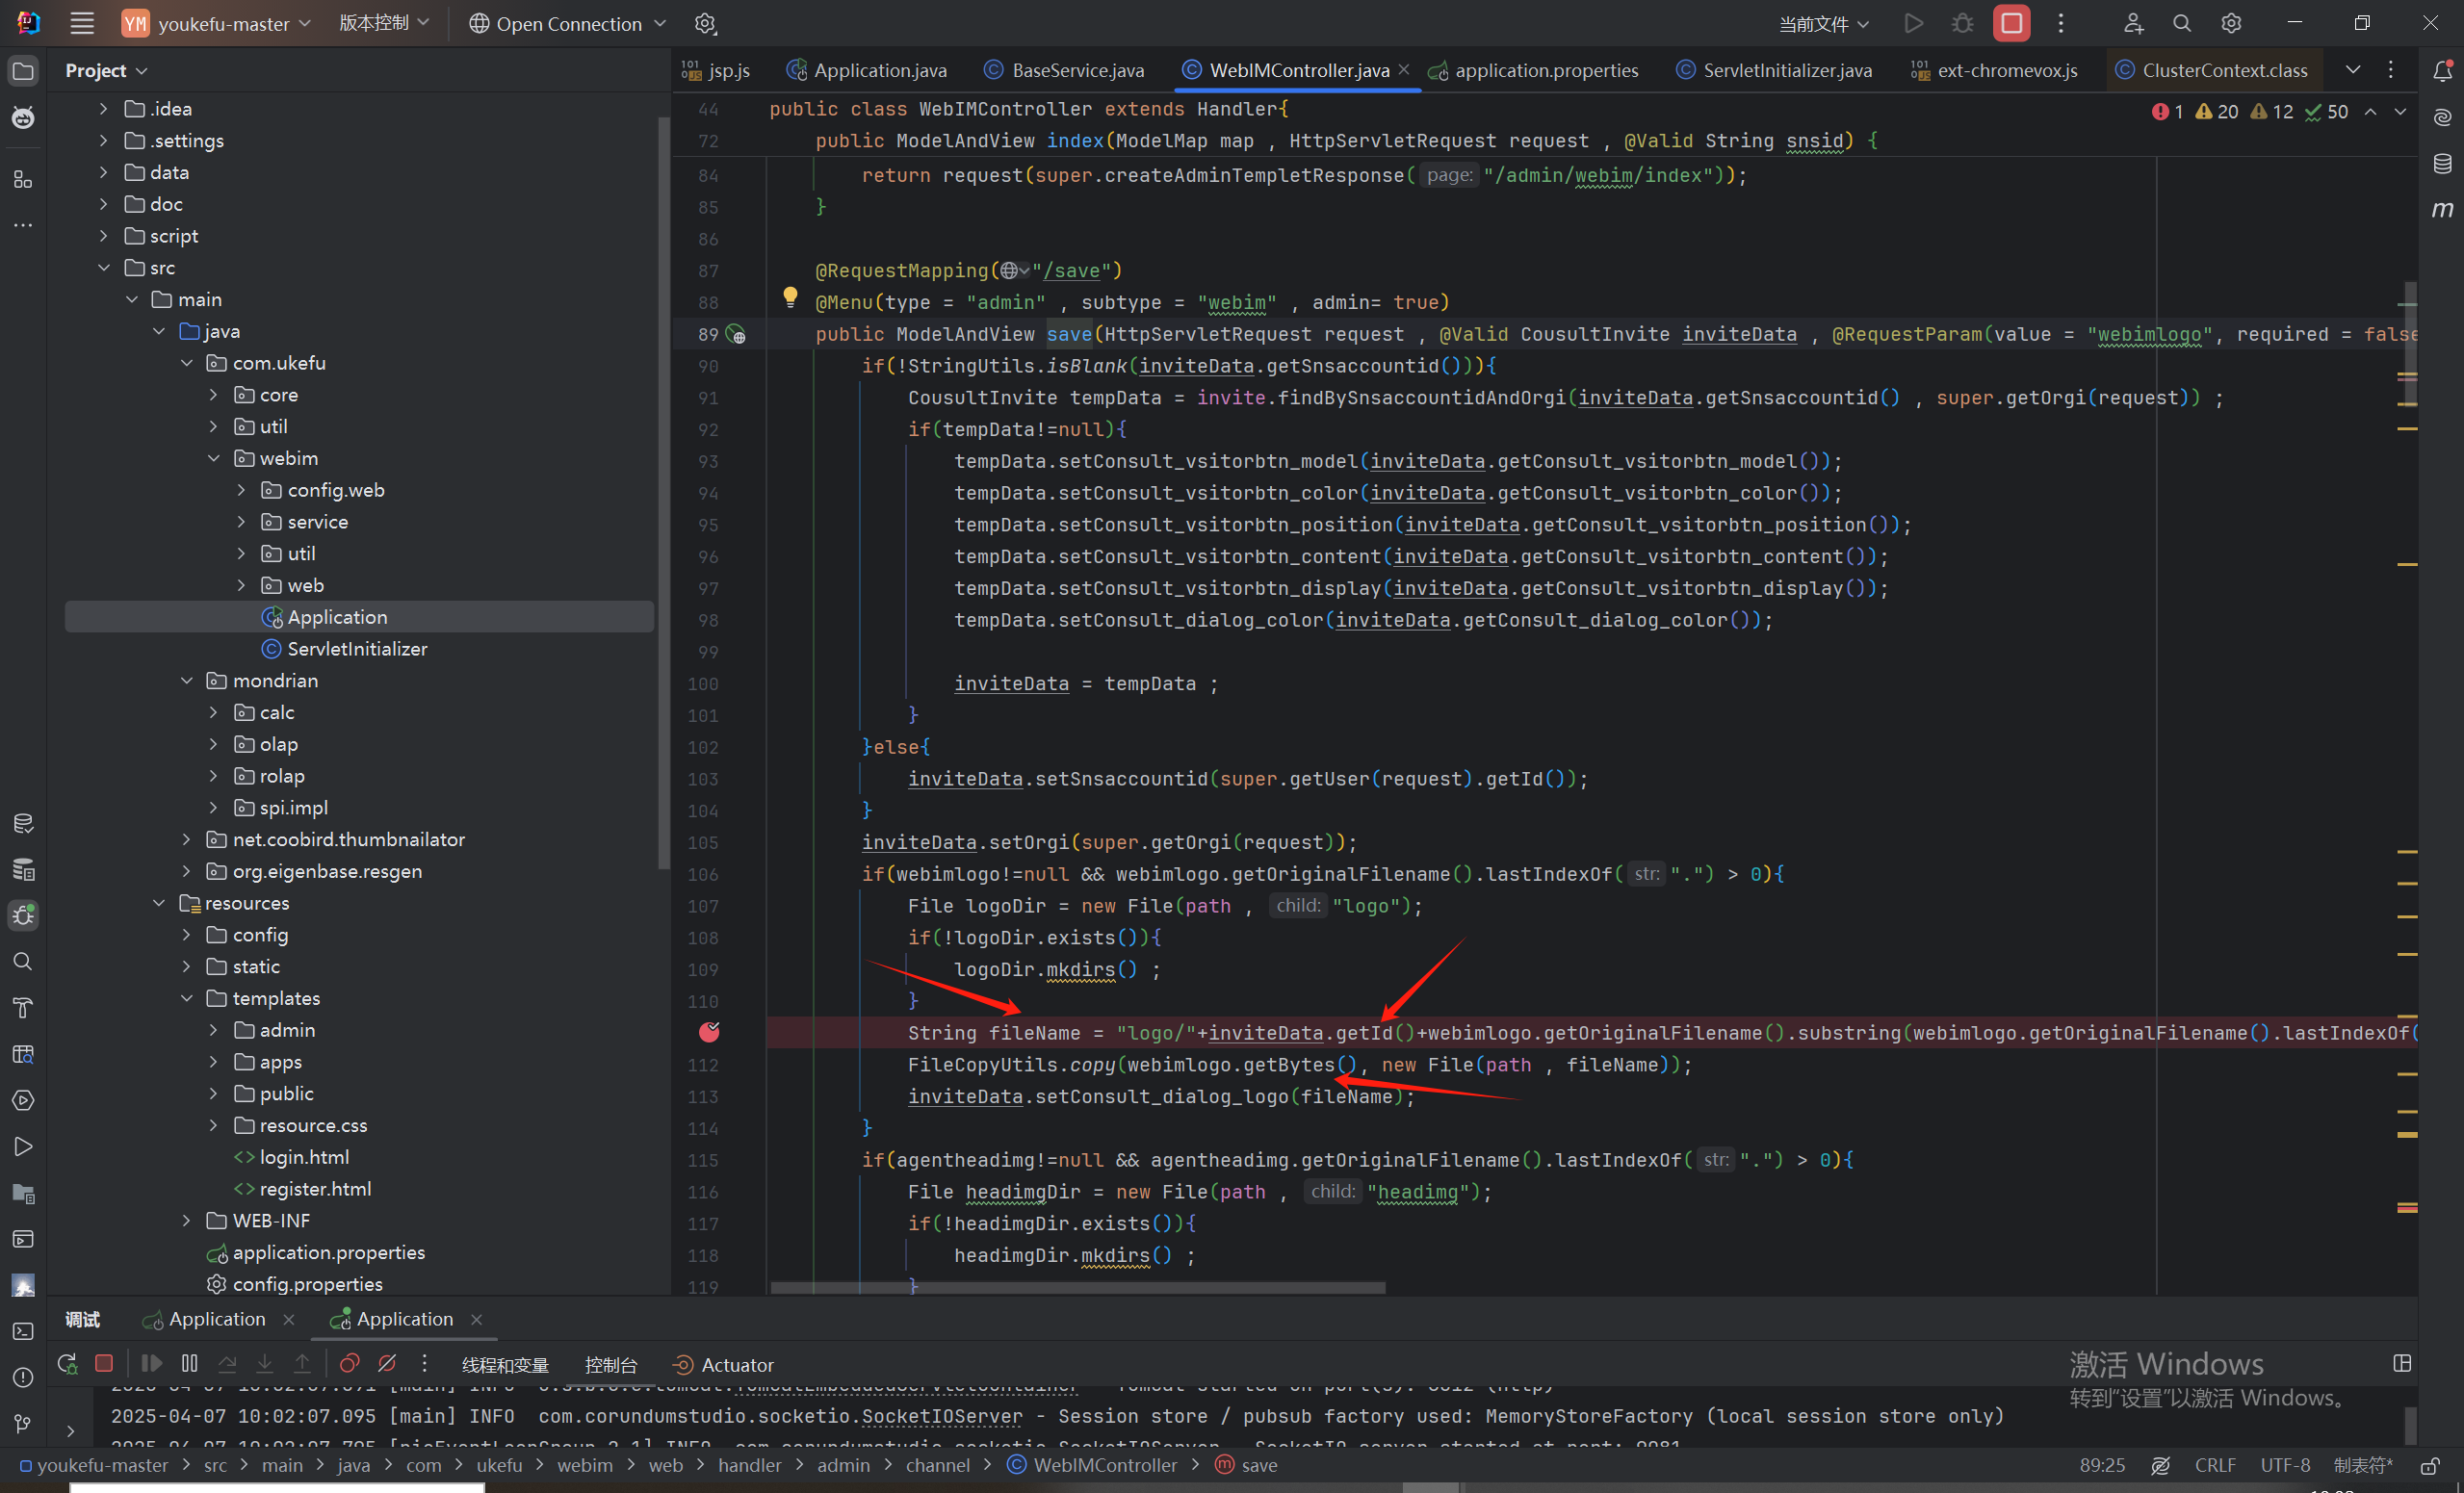 YM youkefu-master 版本控制 Open Connection 当前文件
Project
jsp.js Application.java BaseService.java WebIMController.java application.properties ServletInitializer.java ext-chromevox.js ClusterContext.class
.idea
.settings
data
doc
script
src
main
java
com.ukefu
core
util
webim
config.web
service
util
web
Application
ServletInitializer
mondrian
calc
olap
rolap
spi.impl
net.coobird.thumbnailator
org.eigenbase.resgen
resources
config
static
templates
admin
apps
public
resource.css
login.html
register.html
WEB-INF
application.properties
config.properties
1 20 12 50
44 public class WebIMController extends Handler{
72 public ModelAndView index(ModelMap map , HttpServletRequest request , @Valid String snsid) {
84 return request(super.createAdminTempletResponse( page: "/admin/webim/index"));
85 }
86
87 @RequestMapping("/save")
88 @Menu(type = "admin" , subtype = "webim" , admin= true)
89 public ModelAndView save(HttpServletRequest request , @Valid CousultInvite inviteData , @RequestParam(value = "webimlogo", required = false
90 if(!StringUtils.isBlank(inviteData.getSnsaccountid())){
91 CousultInvite tempData = invite.findBySnsaccountidAndOrgi(inviteData.getSnsaccountid() , super.getOrgi(request)) ;
92 if(tempData!=null){
93 tempData.setConsult_vsitorbtn_model(inviteData.getConsult_vsitorbtn_model());
94 tempData.setConsult_vsitorbtn_color(inviteData.getConsult_vsitorbtn_color());
95 tempData.setConsult_vsitorbtn_position(inviteData.getConsult_vsitorbtn_position());
96 tempData.setConsult_vsitorbtn_content(inviteData.getConsult_vsitorbtn_content());
97 tempData.setConsult_vsitorbtn_display(inviteData.getConsult_vsitorbtn_display());
98 tempData.setConsult_dialog_color(inviteData.getConsult_dialog_color());
99
100 inviteData = tempData ;
101 }
102 }else{
103 inviteData.setSnsaccountid(super.getUser(request).getId());
104 }
105 inviteData.setOrgi(super.getOrgi(request));
106 if(webimlogo!=null && webimlogo.getOriginalFilename().lastIndexOf( str: ".") > 0){
107 File logoDir = new File(path , child: "logo");
108 if(!logoDir.exists()){
109 logoDir.mkdirs() ;
110 }
String fileName = "logo/"+inviteData.getId()+webimlogo.getOriginalFilename().substring(webimlogo.getOriginalFilename().lastIndexOf(
112 FileCopyUtils.copy(webimlogo.getBytes(), new File(path , fileName));
113 inviteData.setConsult_dialog_logo(fileName);
114 }
115 if(agentheadimg!=null && agentheadimg.getOriginalFilename().lastIndexOf( str: ".") > 0){
116 File headimgDir = new File(path , child: "headimg");
117 if(!headimgDir.exists()){
118 headimgDir.mkdirs() ;
119 }
调试 Application Application
线程和变量 控制台 Actuator
2025-04-07 10:02:07.095 [main] INFO com.corundumstudio.socketio.SocketIOServer - Session store / pubsub factory used: MemoryStoreFactory (local session store only)
激活 Windows
转到"设置"以激活 Windows。
youkefu-master > src > main > java > com > ukefu > webim > web > handler > admin > channel > WebIMController > save 89:25 CRLF UTF-8 制表符*